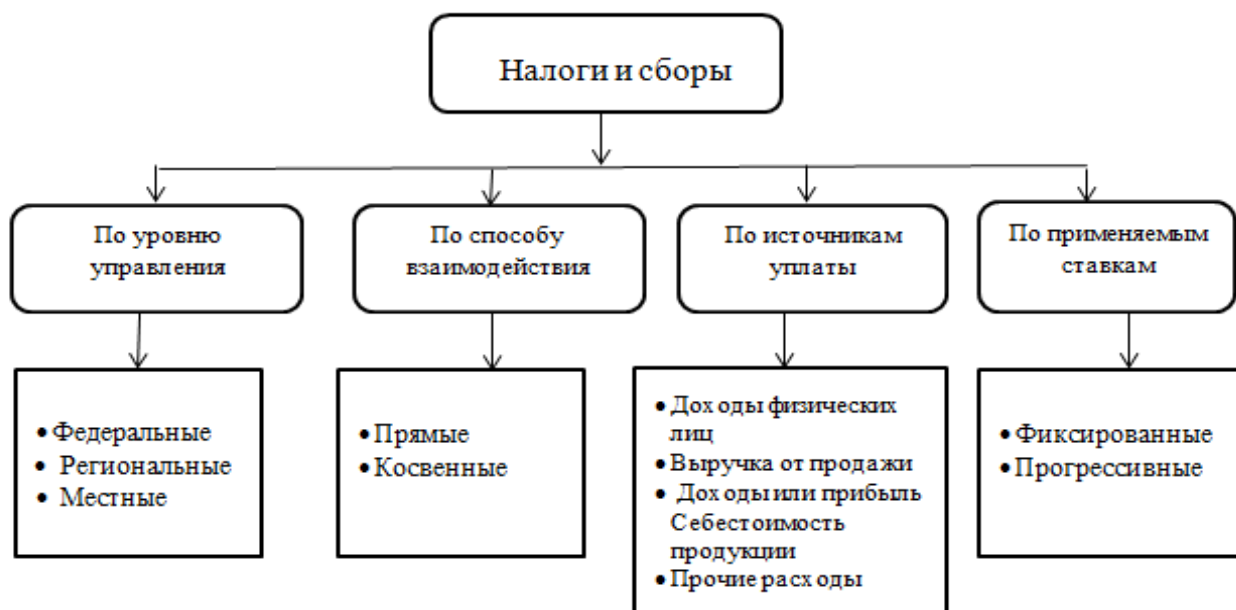 Налоги и сборы
По уровню
управления
По способу
взаимодействия
По источникам
уплаты
По применяемым
ставкам
• Федеральные
• Региональные
• Местные
• Прямые
• Косвенные
• Доходы физических
лиц
• Выручка от продажи
• Доходы или прибыль
Себестоимость
продукции
• Прочие расходы
• Фиксированные
• Прогрессивные